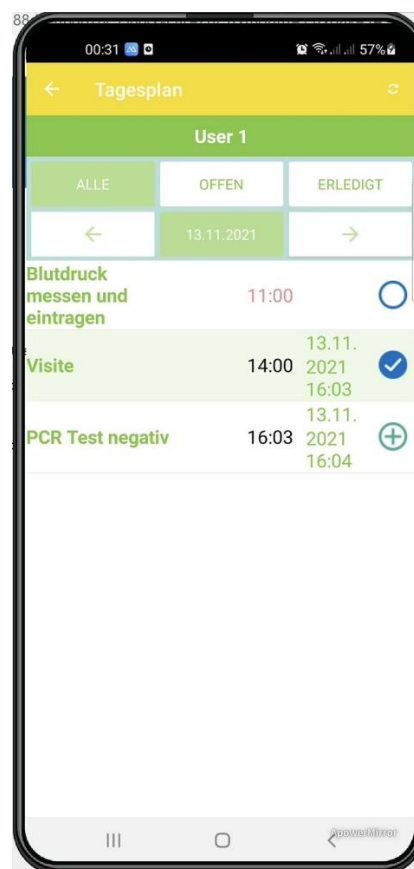 88
00:31
57%
Tagesplan
User 1
ALLE OFFEN ERLEDIGT
13.11.2021
Blutdruck
messen und
eintragen
11:00
Visite
14:00
13.11.
2021
16:03
PCR Test negativ
16:03
13.11.
2021
16:04
ApowerMirror